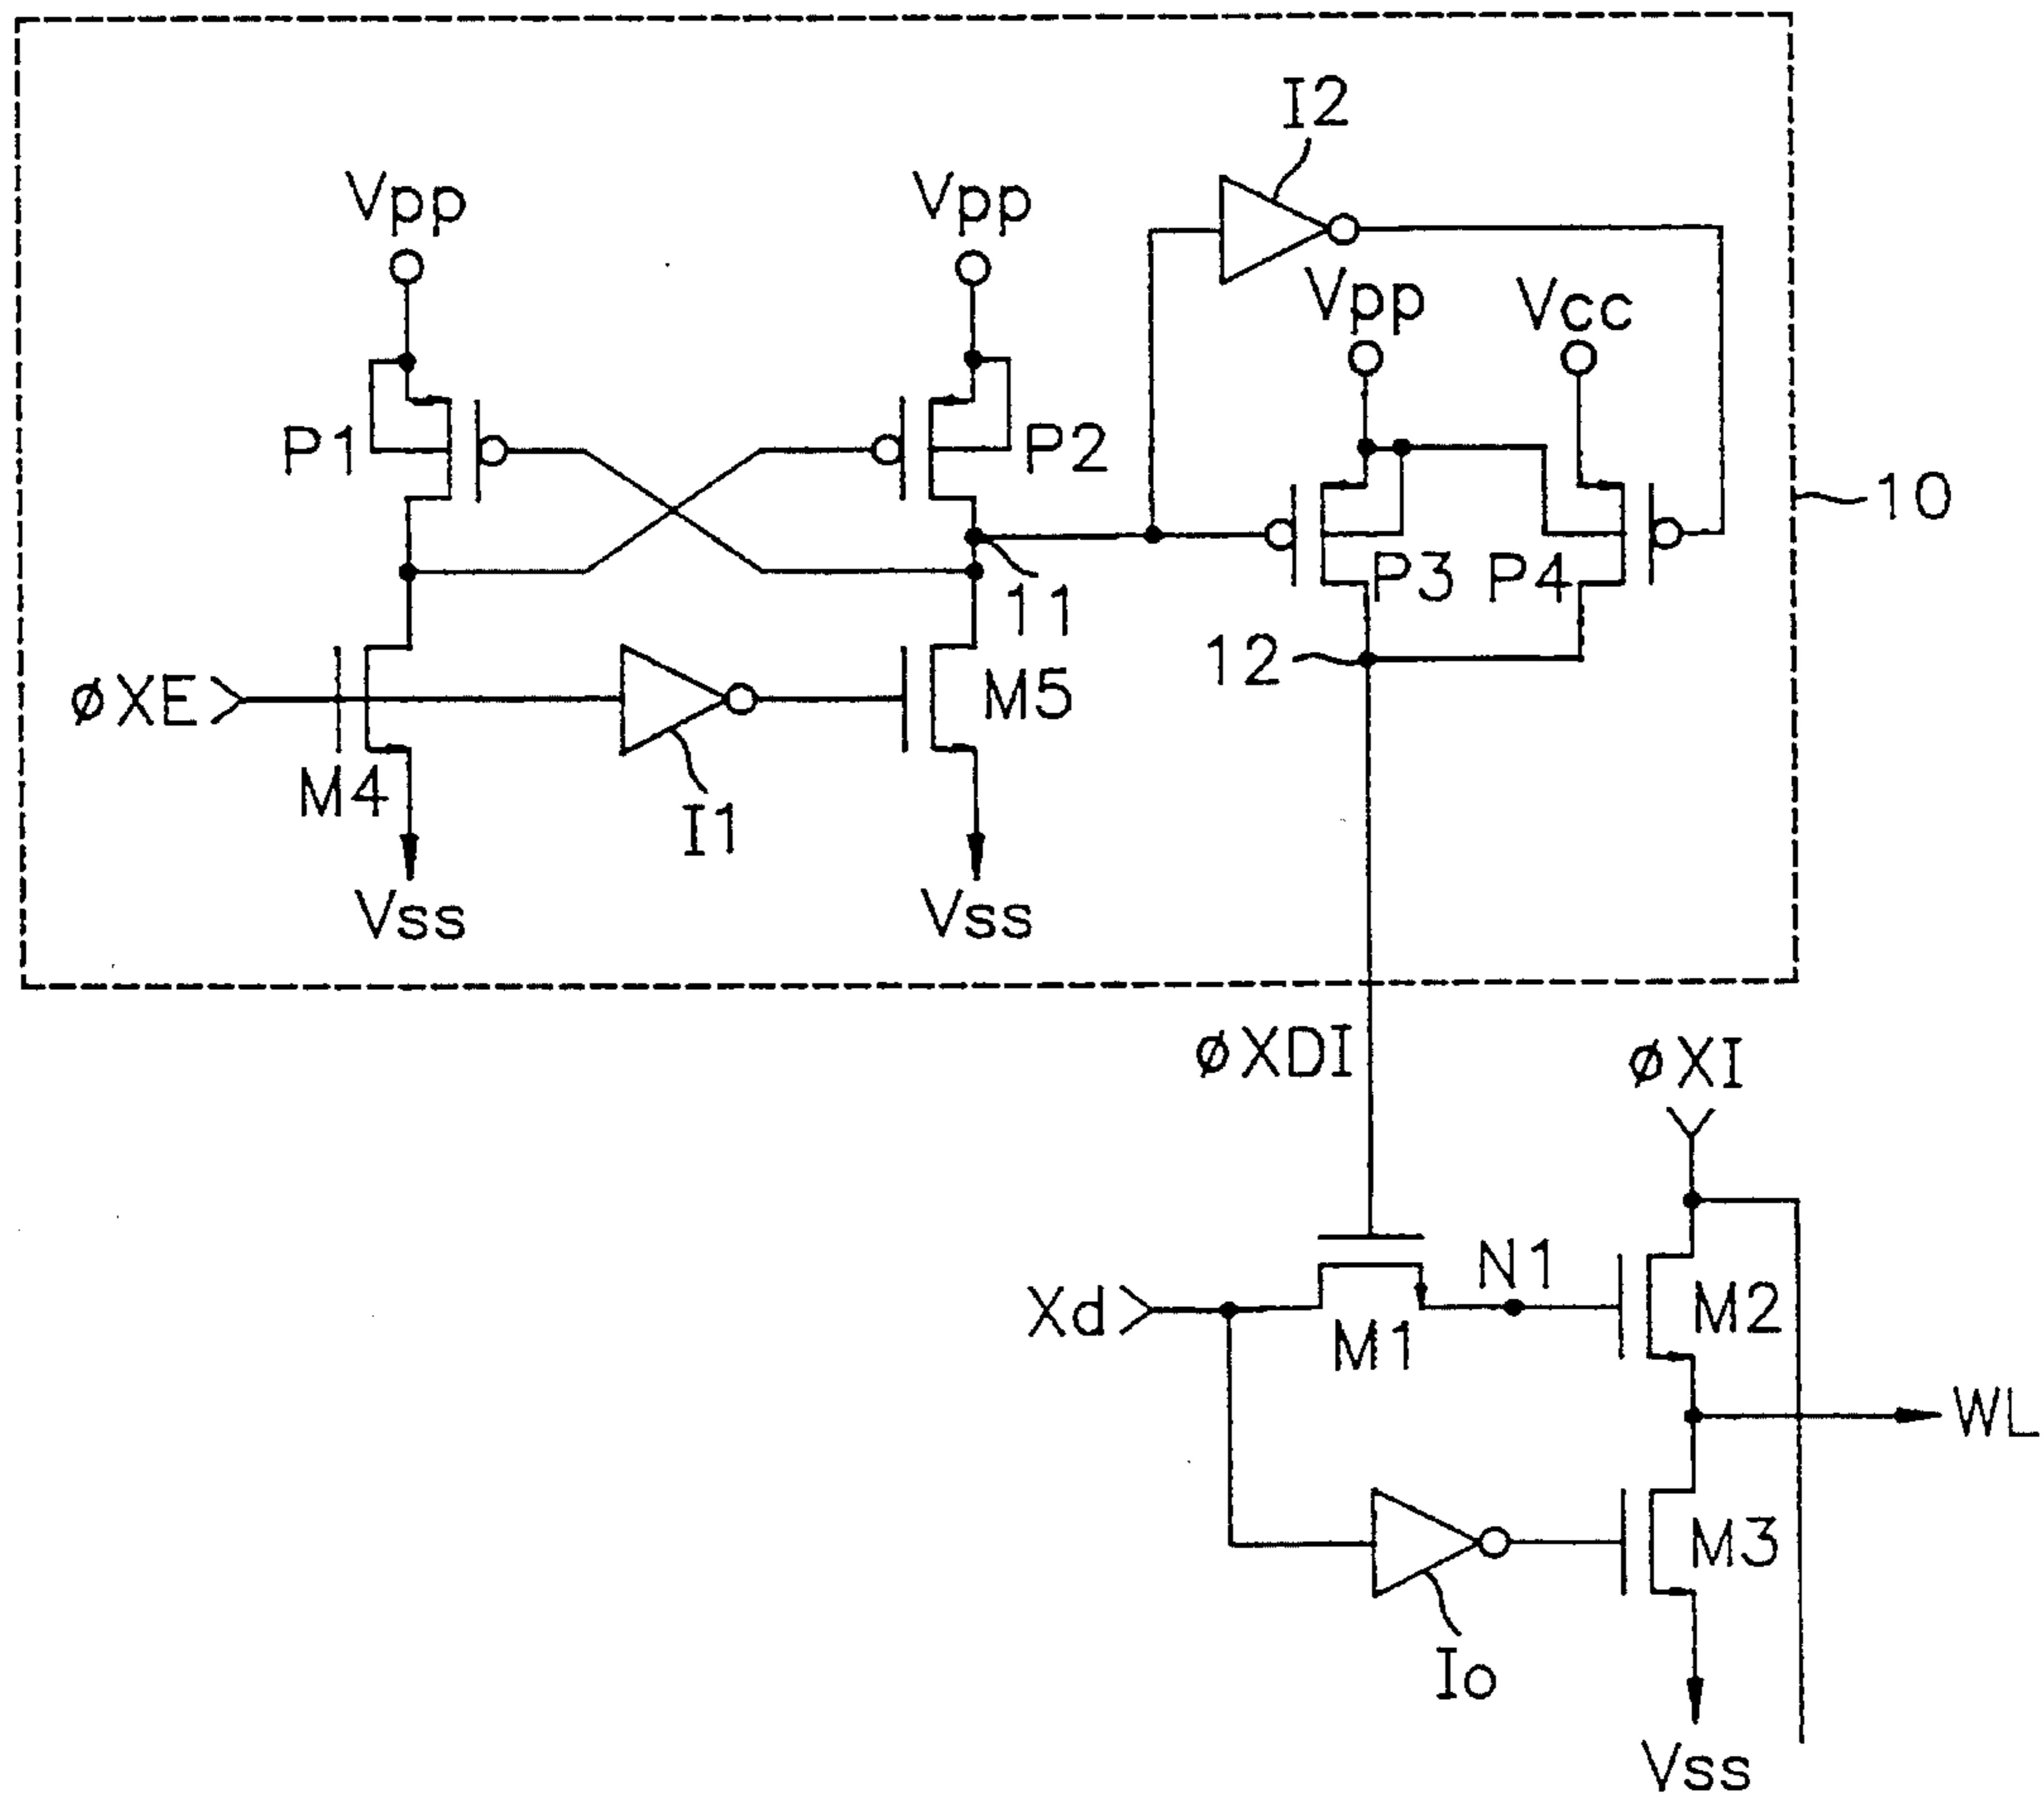 I2
Vpp
Vpp
Vpp
Vcc
P1
P2
10
P3
P4
11
12
øXE
M5
M4
I1
Vss
Vss
øXDI
øXI
N1
Xd
M1
M2
WL
M3
Io
Vss